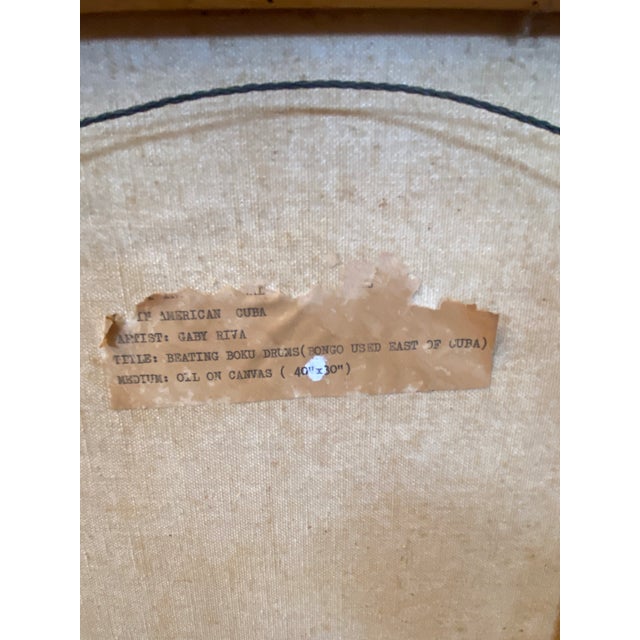 IN AMERICAN CUBA
ARTIST: GABY RIVA
TITLE: BEATING BOKU DRUMS(BONGO USED EAST OF CUBA)
MEDIUM: OIL ON CANVAS ( 40"x30")